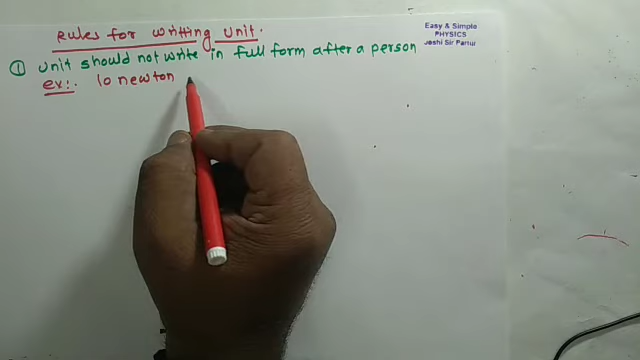 Rules for writting unit.
Easy & Simple
PHYSICS
Joshi Sir Partur
① Unit should not write in full form after a person
ex:- 10 newton